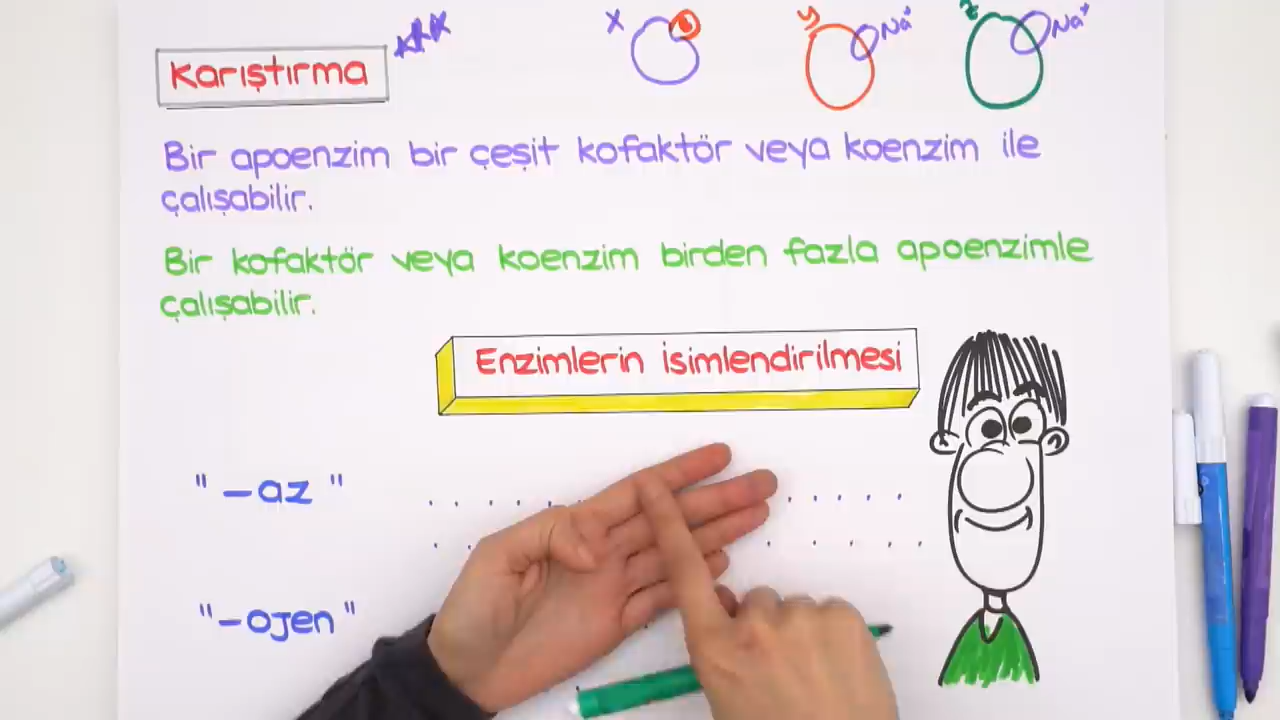 x
y
Na⁺
z
Na⁺
Karıştırma
Bir apoenzim bir çeşit kofaktör veya koenzim ile
çalışabilir.
Bir kofaktör veya koenzim birden fazla apoenzimle
çalışabilir.
Enzimlerin isimlendirilmesi
"-az"
"-ojen"